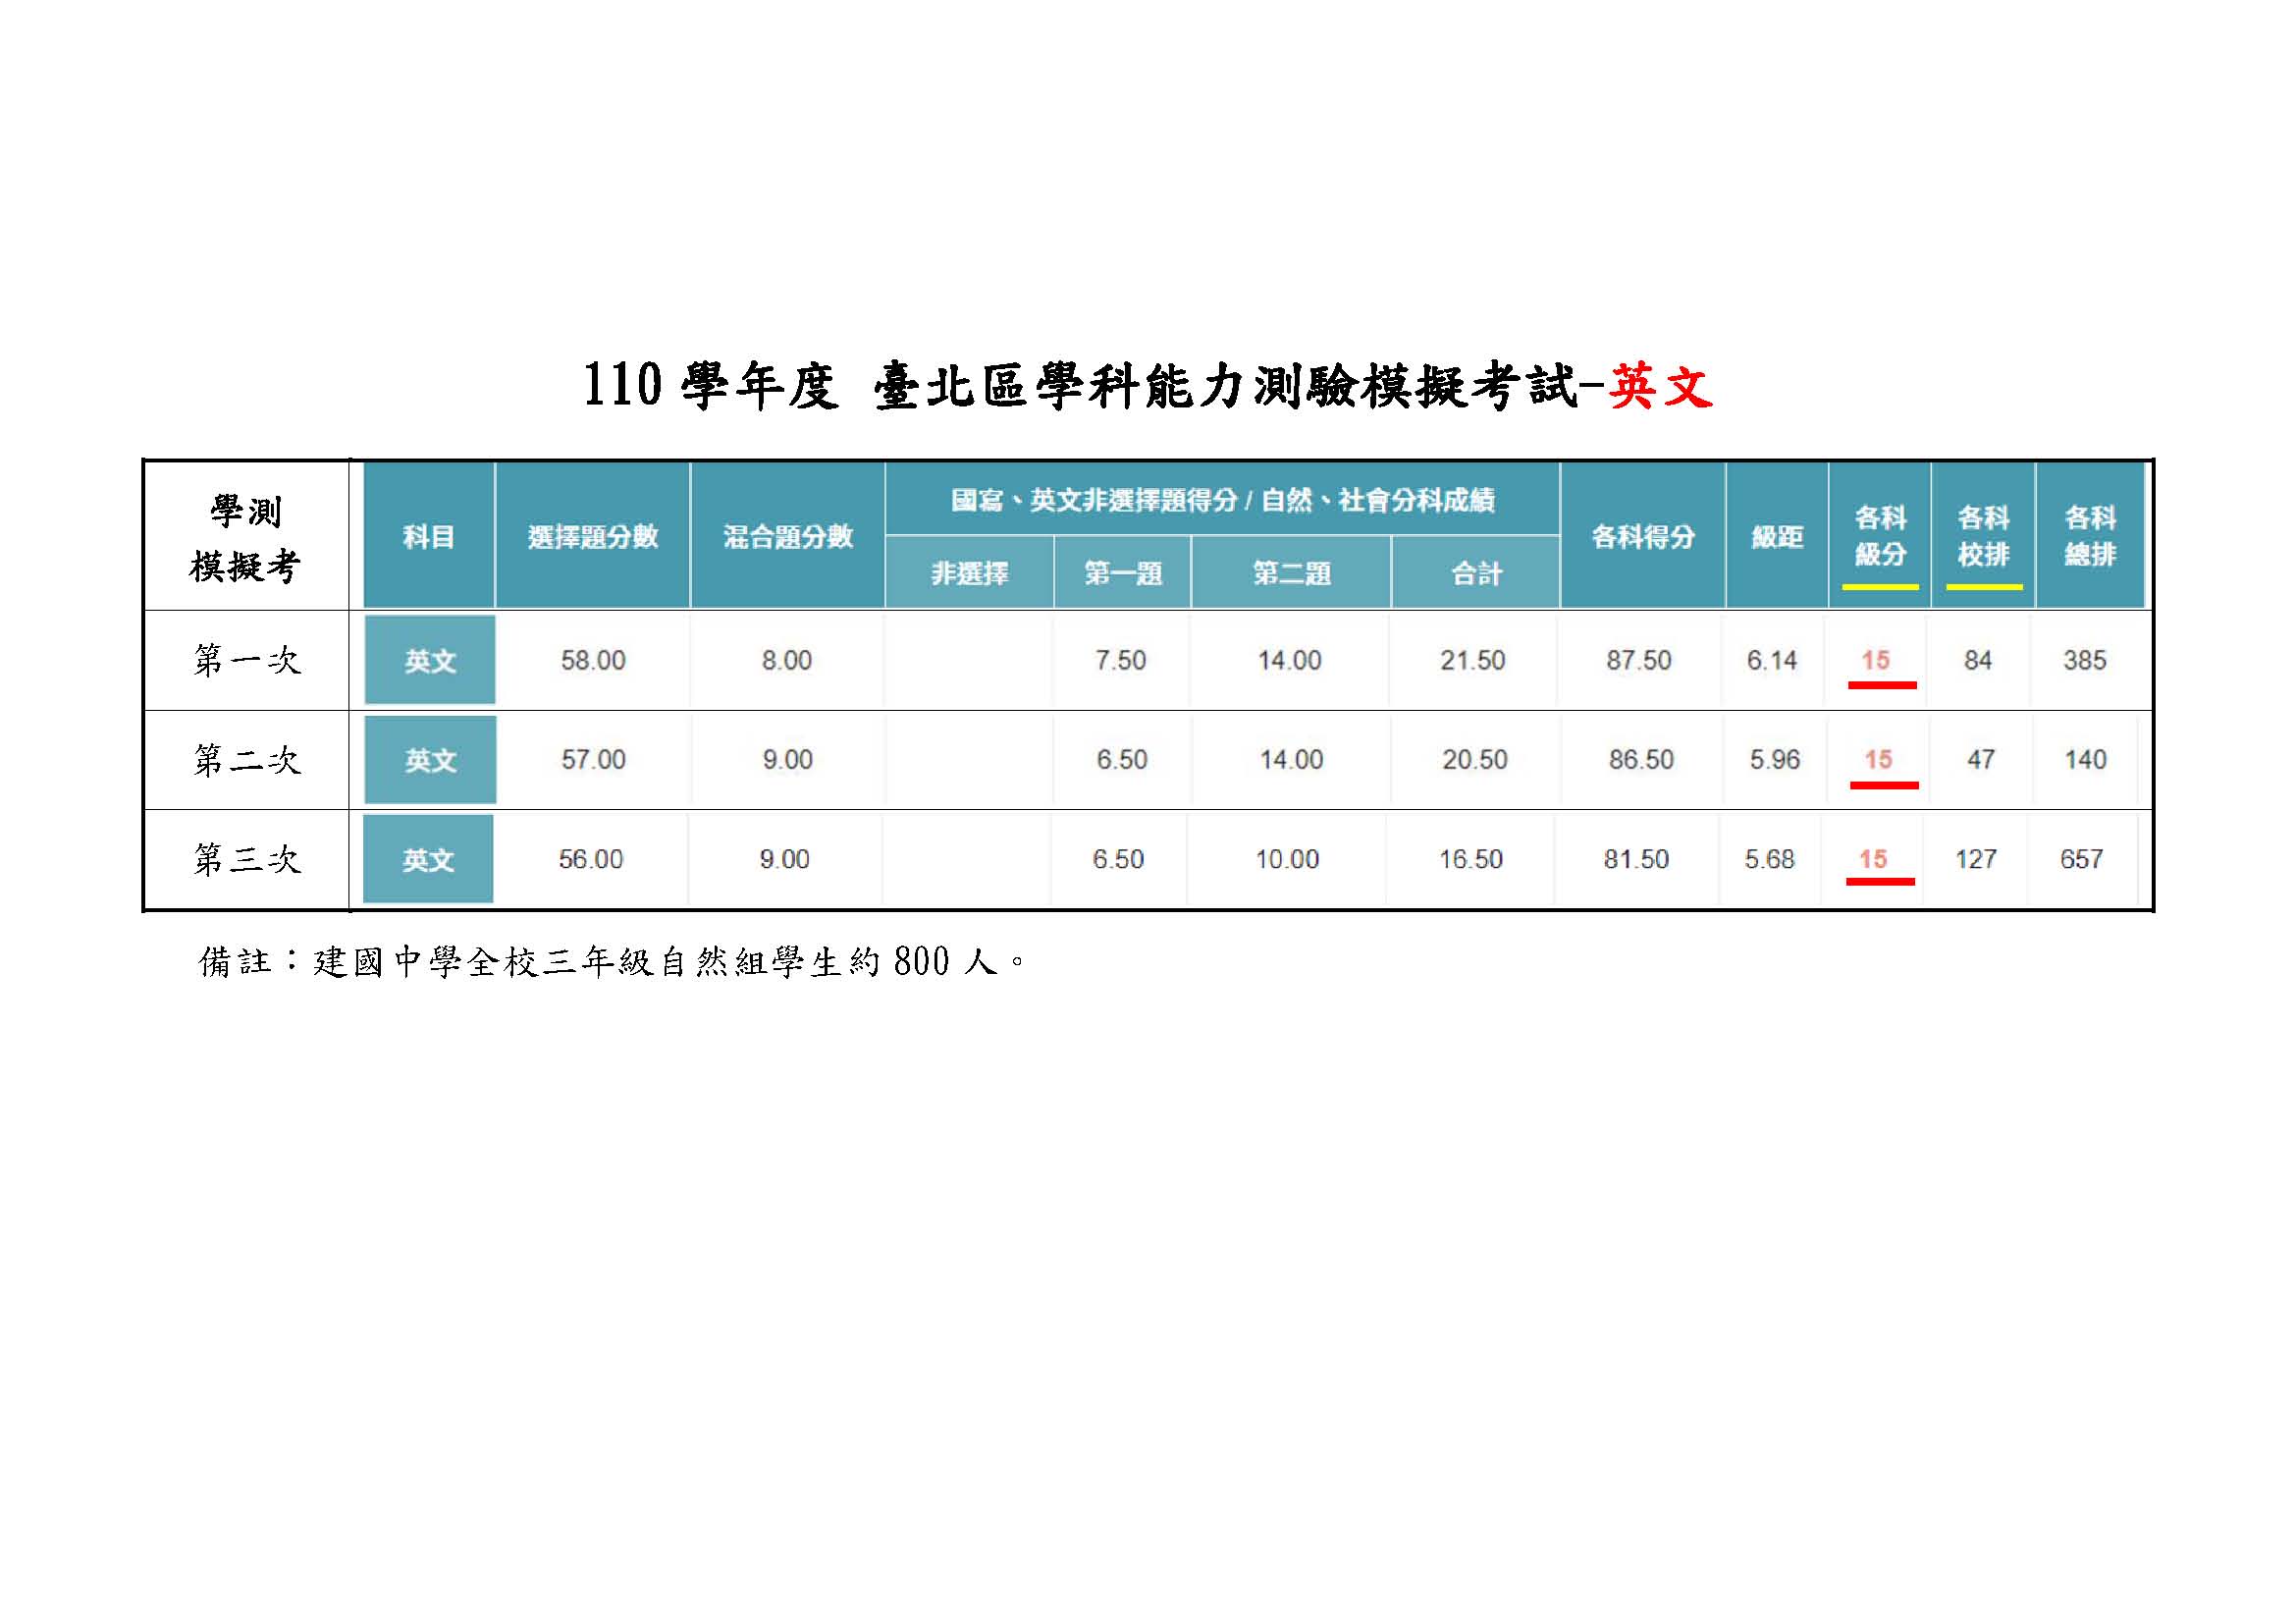 110 學年度 臺北區學科能力測驗模擬考試-英文
學測
模擬考
科目 選擇題分數 混合題分數 國寫、英文非選擇題得分 / 自然、社會分科成績 各科得分 級距 各科級分 各科校排 各科總排
非選擇 第一題 第二題 合計
第一次 英文 58.00 8.00 7.50 14.00 21.50 87.50 6.14 15 84 385
第二次 英文 57.00 9.00 6.50 14.00 20.50 86.50 5.96 15 47 140
第三次 英文 56.00 9.00 6.50 10.00 16.50 81.50 5.68 15 127 657
備註：建國中學全校三年級自然組學生約 800 人。